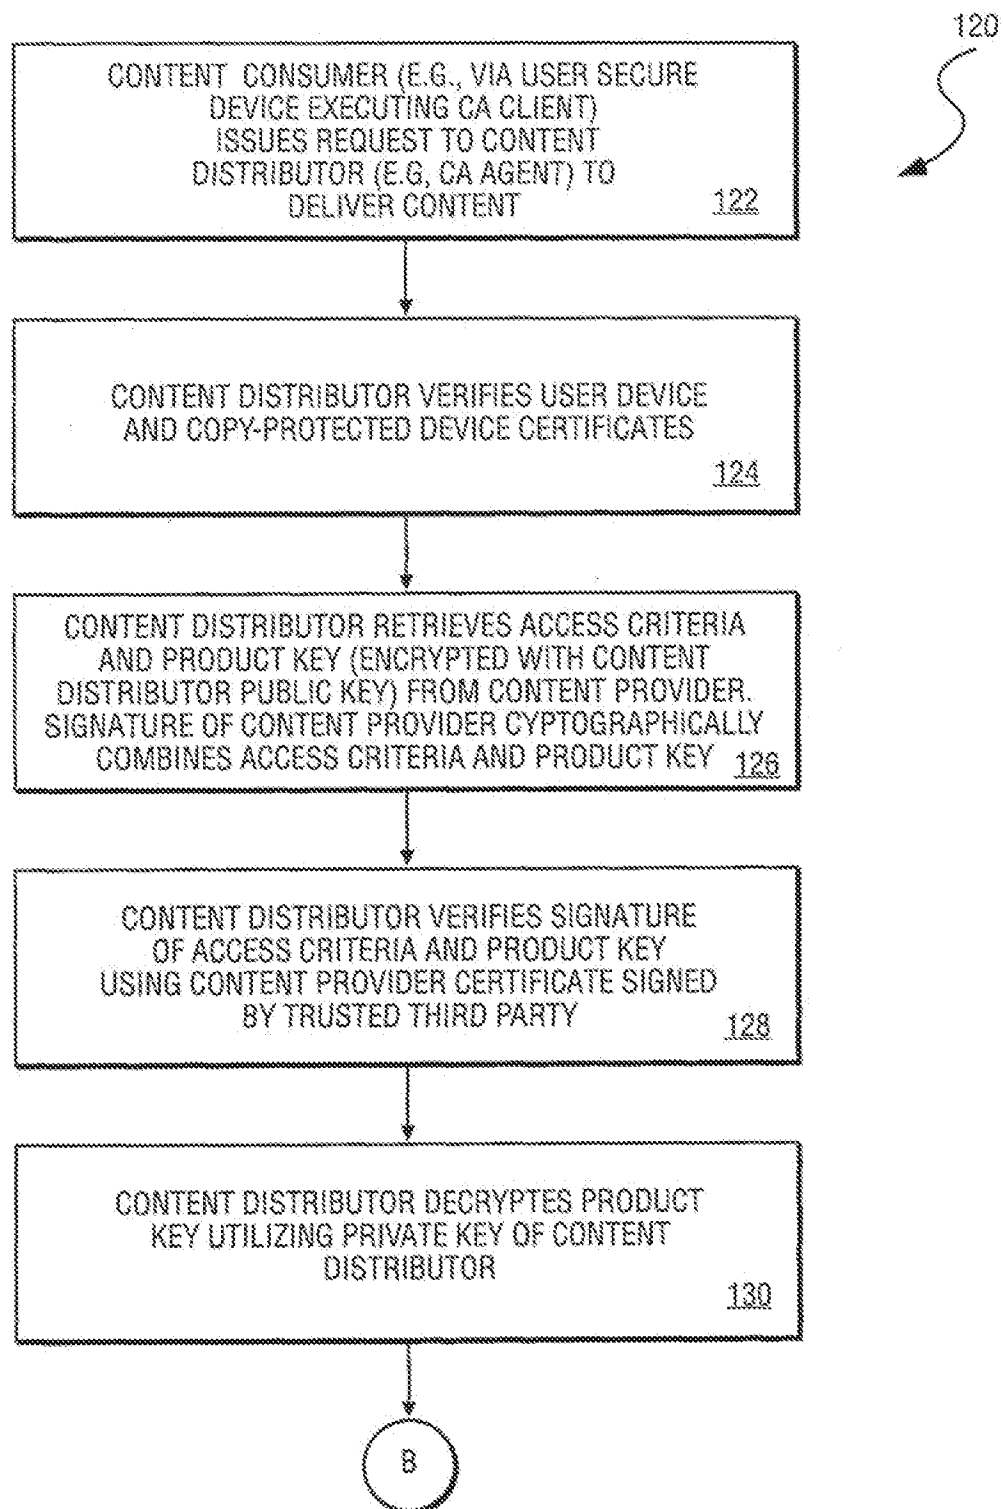 120
CONTENT CONSUMER (E.G., VIA USER SECURE
DEVICE EXECUTING CA CLIENT)
ISSUES REQUEST TO CONTENT
DISTRIBUTOR (E.G, CA AGENT) TO
DELIVER CONTENT
122
CONTENT DISTRIBUTOR VERIFIES USER DEVICE
AND COPY-PROTECTED DEVICE CERTIFICATES
124
CONTENT DISTRIBUTOR RETRIEVES ACCESS CRITERIA
AND PRODUCT KEY (ENCRYPTED WITH CONTENT
DISTRIBUTOR PUBLIC KEY) FROM CONTENT PROVIDER.
SIGNATURE OF CONTENT PROVIDER CYPTOGRAPHICALLY
COMBINES ACCESS CRITERIA AND PRODUCT KEY
126
CONTENT DISTRIBUTOR VERIFIES SIGNATURE
OF ACCESS CRITERIA AND PRODUCT KEY
USING CONTENT PROVIDER CERTIFICATE SIGNED
BY TRUSTED THIRD PARTY
128
CONTENT DISTRIBUTOR DECRYPTES PRODUCT
KEY UTILIZING PRIVATE KEY OF CONTENT
DISTRIBUTOR
130
B